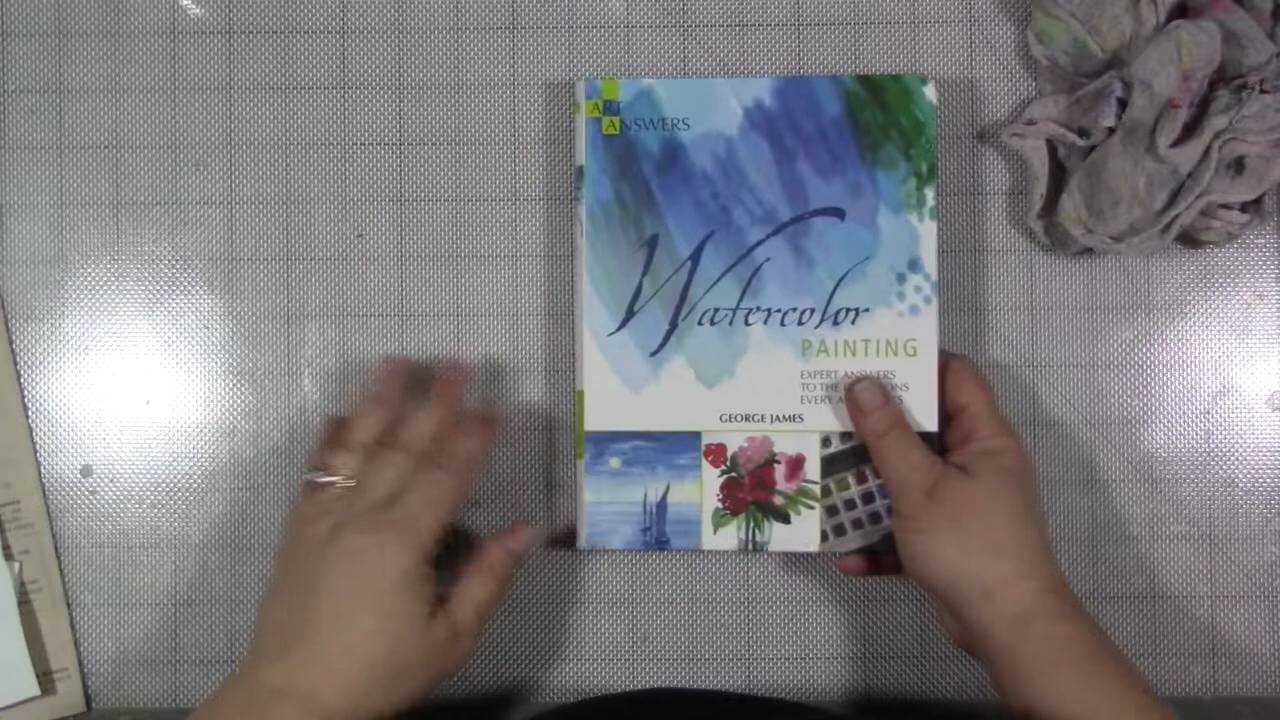 ART
ANSWERS
Watercolor
PAINTING
EXPERT ANSWERS
TO THE
EVERY
GEORGE JAMES